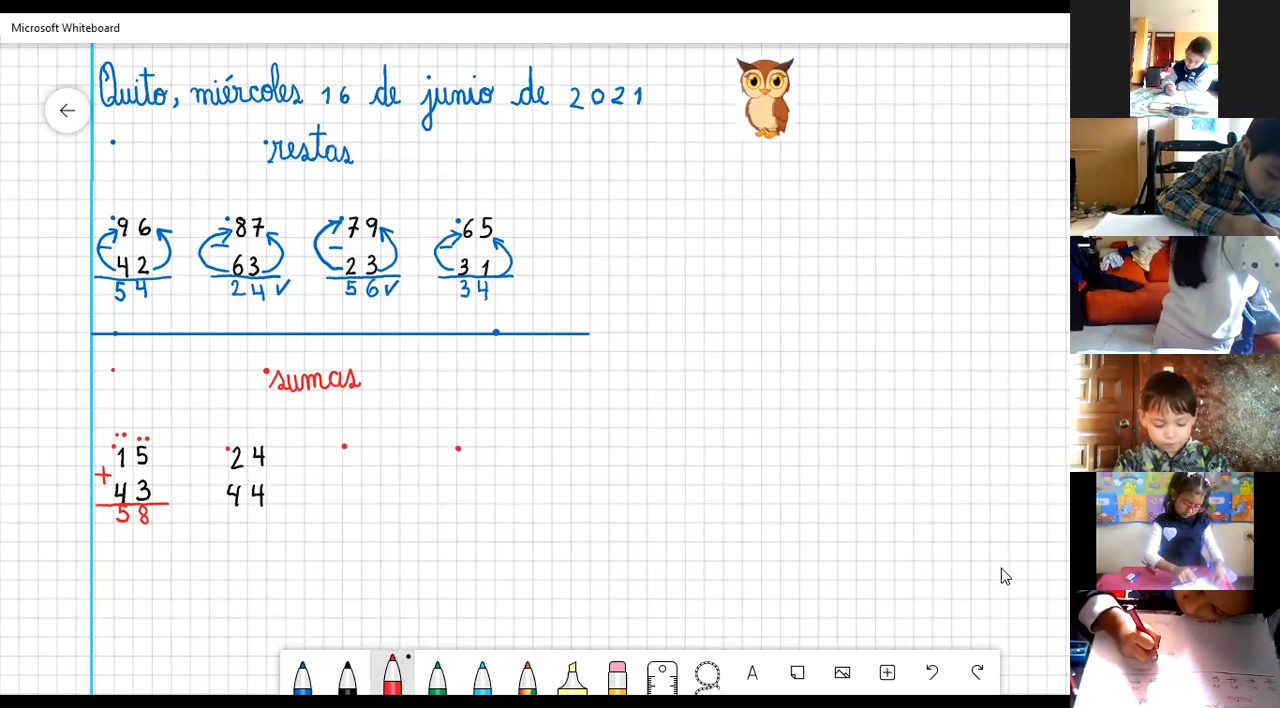 Microsoft Whiteboard
Quito, miércoles 16 de junio de 2021
restas
96 87 79 65
- 42 - 63 - 23 - 31
54 24 ✓ 56 ✓ 34
sumas
15 24
+ 43 44
58
A